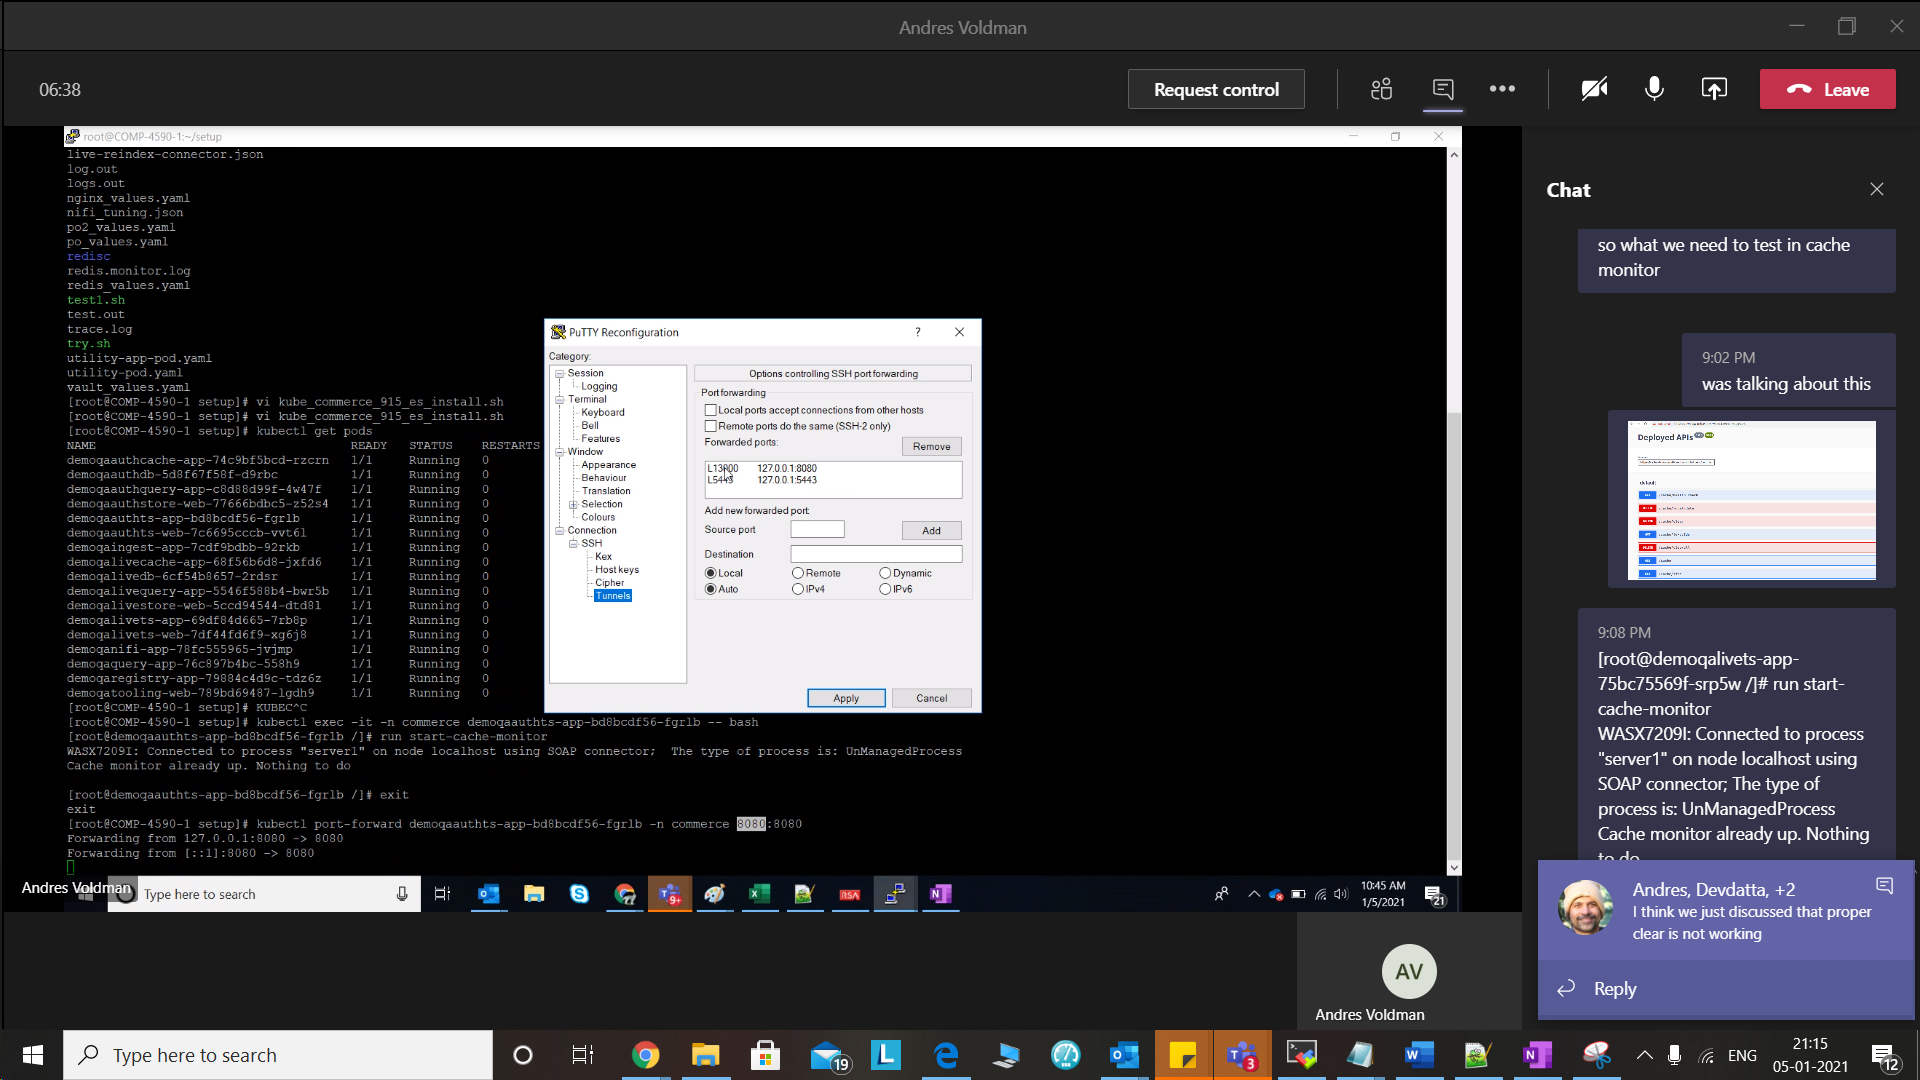 Andres Voldman
06:38
Request control
Leave
root@COMP-4590-1:~/setup
live-reindex-connector.json
log.out
logs.out
nginx_values.yaml
nifi_tuning.json
po2_values.yaml
po_values.yaml
redisc
redis.monitor.log
redis_values.yaml
test1.sh
test.out
trace.log
try.sh
utility-app-pod.yaml
utility-pod.yaml
vault_values.yaml
[root@COMP-4590-1 setup]# vi kube_commerce_915_es_install.sh
[root@COMP-4590-1 setup]# vi kube_commerce_915_es_install.sh
[root@COMP-4590-1 setup]# kubectl get pods
NAME READY STATUS RESTARTS
demoqaauthcache-app-74c9bf5bcd-rzcrn 1/1 Running 0
demoqaauthdb-5d8f67f58f-d9rbc 1/1 Running 0
demoqaauthquery-app-c8d88d99f-4w47f 1/1 Running 0
demoqaauthstore-web-77666bdbc5-z52s4 1/1 Running 0
demoqaauthts-app-bd8bcdf56-fgrlb 1/1 Running 0
demoqaauthts-web-7c6695cccb-vvt6l 1/1 Running 0
demoqaingest-app-7cdf9bdbb-92rkb 1/1 Running 0
demoqalivecache-app-68f56b6d8-jxfd6 1/1 Running 0
demoqalivedb-6cf54b8657-2rdsr 1/1 Running 0
demoqalivequery-app-5546f588b4-bwr5b 1/1 Running 0
demoqalivestore-web-5ccd94544-dtd8l 1/1 Running 0
demoqalivets-app-69df84d665-7rb8p 1/1 Running 0
demoqalivets-web-7df44fd6f9-xg6j8 1/1 Running 0
demoqanifi-app-78fc555965-jvjmp 1/1 Running 0
demoqaquery-app-76c897b4bc-558h9 1/1 Running 0
demoqaregistry-app-79884c4d9c-tdz6z 1/1 Running 0
demoqatooling-web-789bd69487-lgdh9 1/1 Running 0
[root@COMP-4590-1 setup]# KUBEC^C
[root@COMP-4590-1 setup]# kubectl exec -it -n commerce demoqaauthts-app-bd8bcdf56-fgrlb -- bash
[root@demoqaauthts-app-bd8bcdf56-fgrlb /]# run start-cache-monitor
WASX7209I: Connected to process "server1" on node localhost using SOAP connector; The type of process is: UnManagedProcess
Cache monitor already up. Nothing to do
[root@demoqaauthts-app-bd8bcdf56-fgrlb /]# exit
exit
[root@COMP-4590-1 setup]# kubectl port-forward demoqaauthts-app-bd8bcdf56-fgrlb -n commerce 8080:8080
Forwarding from 127.0.0.1:8080 -> 8080
Forwarding from [::1]:8080 -> 8080
PuTTY Reconfiguration
?
Category:
Session
Logging
Terminal
Keyboard
Bell
Features
Window
Appearance
Behaviour
Translation
Selection
Colours
Connection
SSH
Kex
Host keys
Cipher
Tunnels
Options controlling SSH port forwarding
Port forwarding
Local ports accept connections from other hosts
Remote ports do the same (SSH-2 only)
Forwarded ports:
Remove
127.0.0.1:8080
L5443 127.0.0.1:5443
Add new forwarded port:
Source port
Add
Destination
Local Remote Dynamic
Auto IPv4 IPv6
Apply
Cancel
Andres Voldman
Type here to search
9+
RSA
10:45 AM
1/5/2021
21
Chat
so what we need to test in cache
monitor
9:02 PM
was talking about this
Deployed APIs
default
9:08 PM
[root@demoqalivets-app-
75bc75569f-srp5w /]# run start-
cache-monitor
WASX7209I: Connected to process
"server1" on node localhost using
SOAP connector; The type of
process is: UnManagedProcess
Cache monitor already up. Nothing
to do
Andres, Devdatta, +2
I think we just discussed that proper
clear is not working
Reply
AV
Andres Voldman
Type here to search
19
3
ENG
21:15
05-01-2021
12